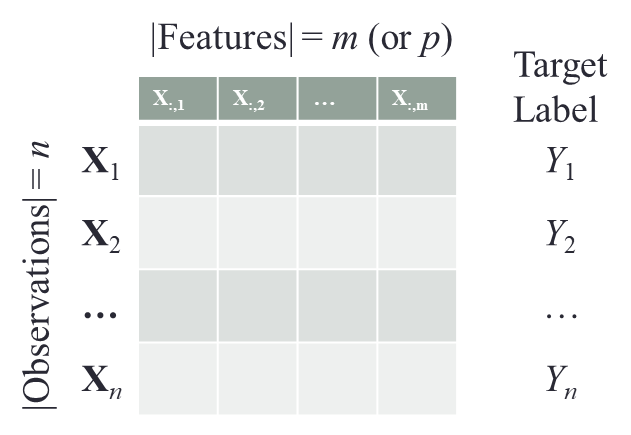 |Features| = m (or p)
Target
Label
X:,1 X:,2 ... X:,m
|Observations| = n
X1 Y1
X2 Y2
... ...
Xn Yn